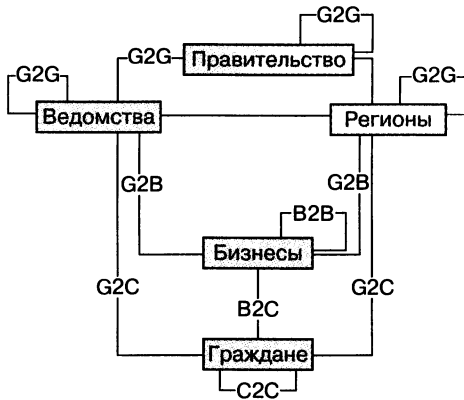 G2G
G2G Правительство
G2G G2G
Ведомства Регионы
G2B G2B
B2B
Бизнесы
G2C G2C
B2C
Граждане
C2C